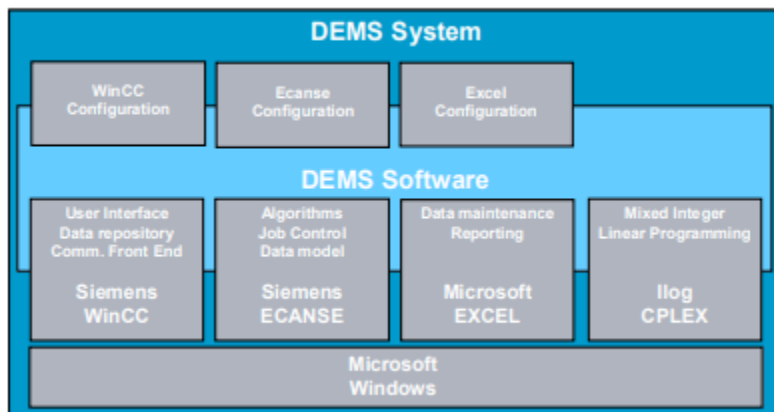 DEMS System
WinCC
Configuration
Ecanse
Configuration
Excel
Configuration
DEMS Software
User Interface
Data repository
Comm. Front End
Siemens
WinCC
Algorithms
Job Control
Data model
Siemens
ECANSE
Data maintenance
Reporting
Microsoft
EXCEL
Mixed Integer
Linear Programming
Ilog
CPLEX
Microsoft
Windows